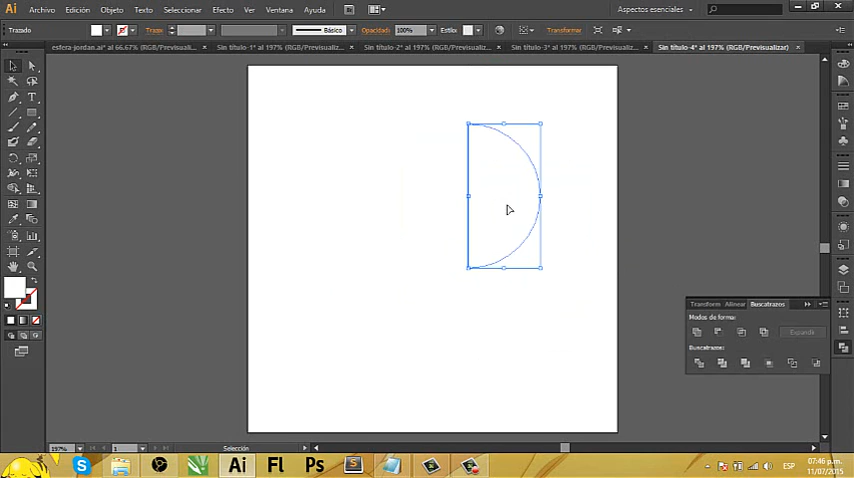 Ai Archivo Edición Objeto Texto Seleccionar Efecto Ver Ventana Ayuda Aspectos esenciales
Trazado Trazo: Básico Opacidad: 100% Estilo: Transformar
esfera-jordan.ai* al 66.67% (RGB/Previsuali... × Sin título-1* al 197% (RGB/Previsualiz... × Sin título-2* al 197% (RGB/Previsualiz... × Sin título-3* al 197% (RGB/Previsualiz... × Sin título-4* al 197% (RGB/Previsualizar) ×
Transform Alinear Buscatrazos
Modos de forma:
Expandir
Buscatrazos:
197% 1 Selección
Ai Fl Ps S ESP 07:46 p.m.
11/07/2015